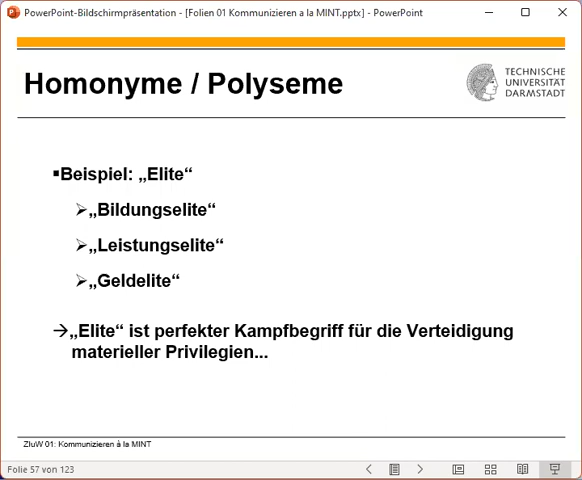 PowerPoint-Bildschirmpräsentation - [Folien 01 Kommunizieren a la MINT.pptx] - PowerPoint
Homonyme / Polyseme
TECHNISCHE
UNIVERSITÄT
DARMSTADT
▪Beispiel: „Elite“
➢„Bildungselite“
➢„Leistungselite“
➢„Geldelite“
→„Elite“ ist perfekter Kampfbegriff für die Verteidigung
materieller Privilegien...
ZIuW 01: Kommunizieren à la MINT
Folie 57 von 123